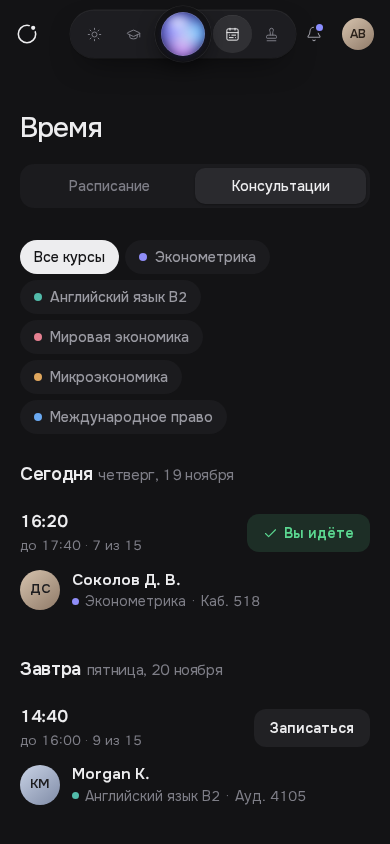 АВ
Время
Расписание
Консультации
Все курсы
Эконометрика
Английский язык B2
Мировая экономика
Микроэкономика
Международное право
Сегодня четверг, 19 ноября
16:20
до 17:40 · 7 из 15
Вы идёте
ДС
Соколов Д. В.
Эконометрика · Каб. 518
Завтра пятница, 20 ноября
14:40
до 16:00 · 9 из 15
Записаться
KM
Morgan K.
Английский язык B2 · Ауд. 4105